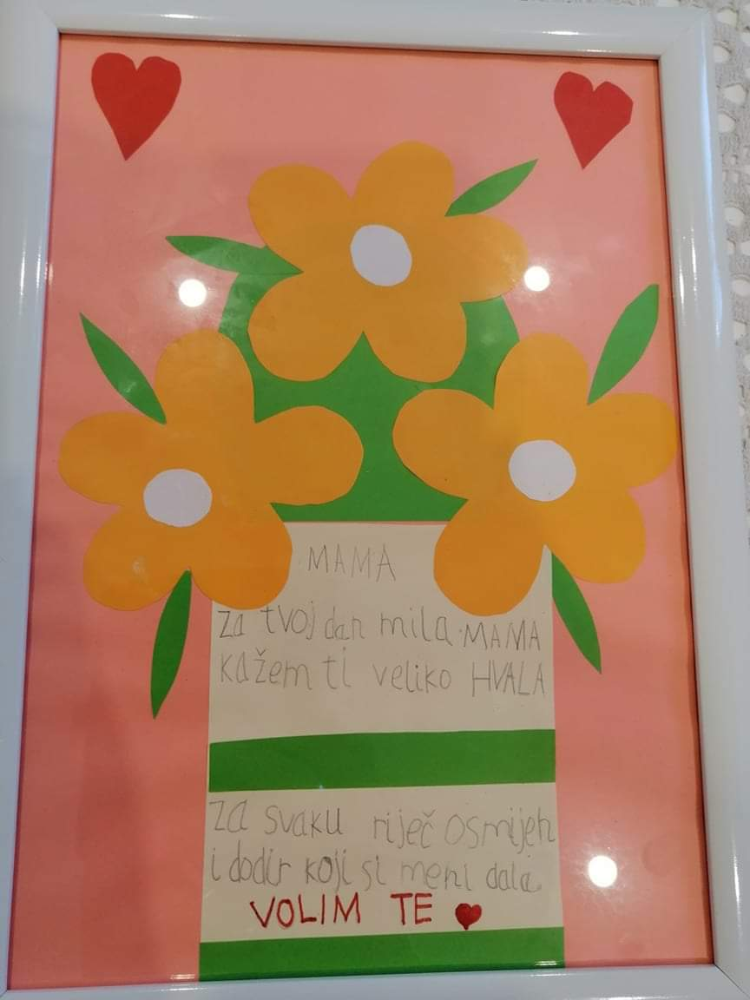 MAMA
Za tvoj dan mila MAMA
kažem ti veliko HVALA
za svaku riječ osmijeh
i dodir koji si meni dala
VOLIM TE